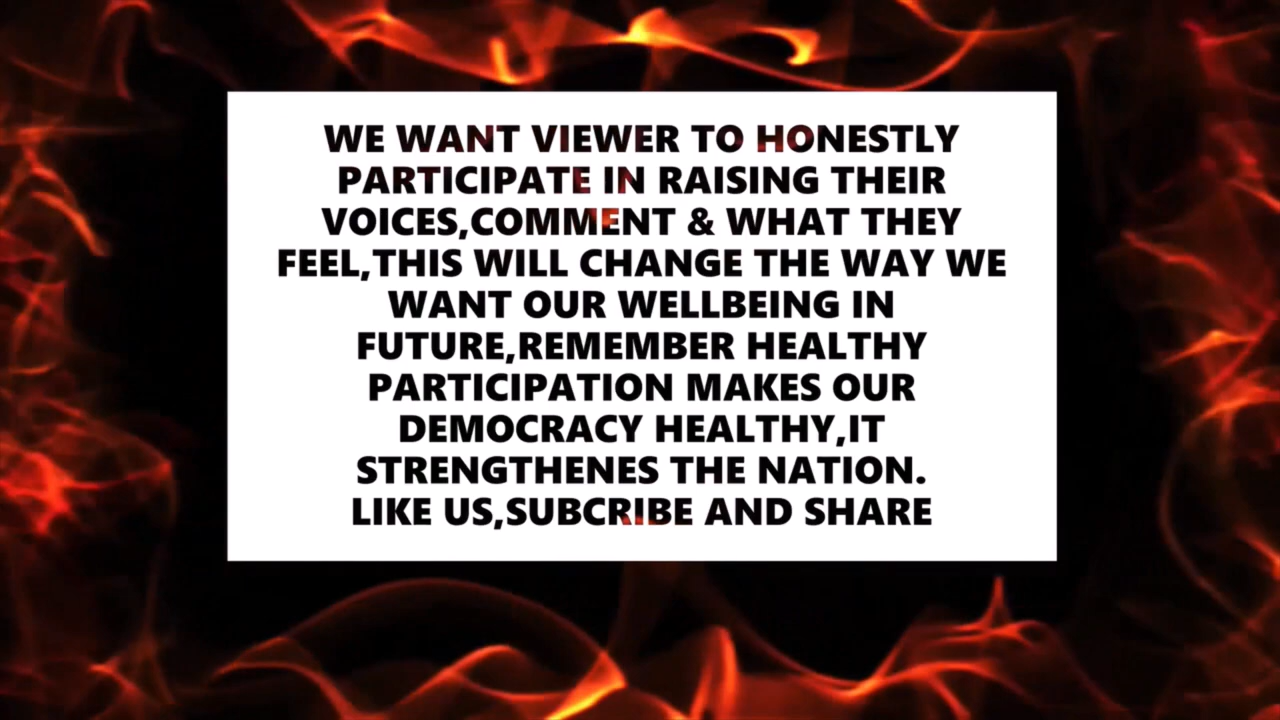 WE WANT VIEWER TO HONESTLY
PARTICIPATE IN RAISING THEIR
VOICES,COMMENT & WHAT THEY
FEEL,THIS WILL CHANGE THE WAY WE
WANT OUR WELLBEING IN
FUTURE,REMEMBER HEALTHY
PARTICIPATION MAKES OUR
DEMOCRACY HEALTHY,IT
STRENGTHENES THE NATION.
LIKE US,SUBCRIBE AND SHARE